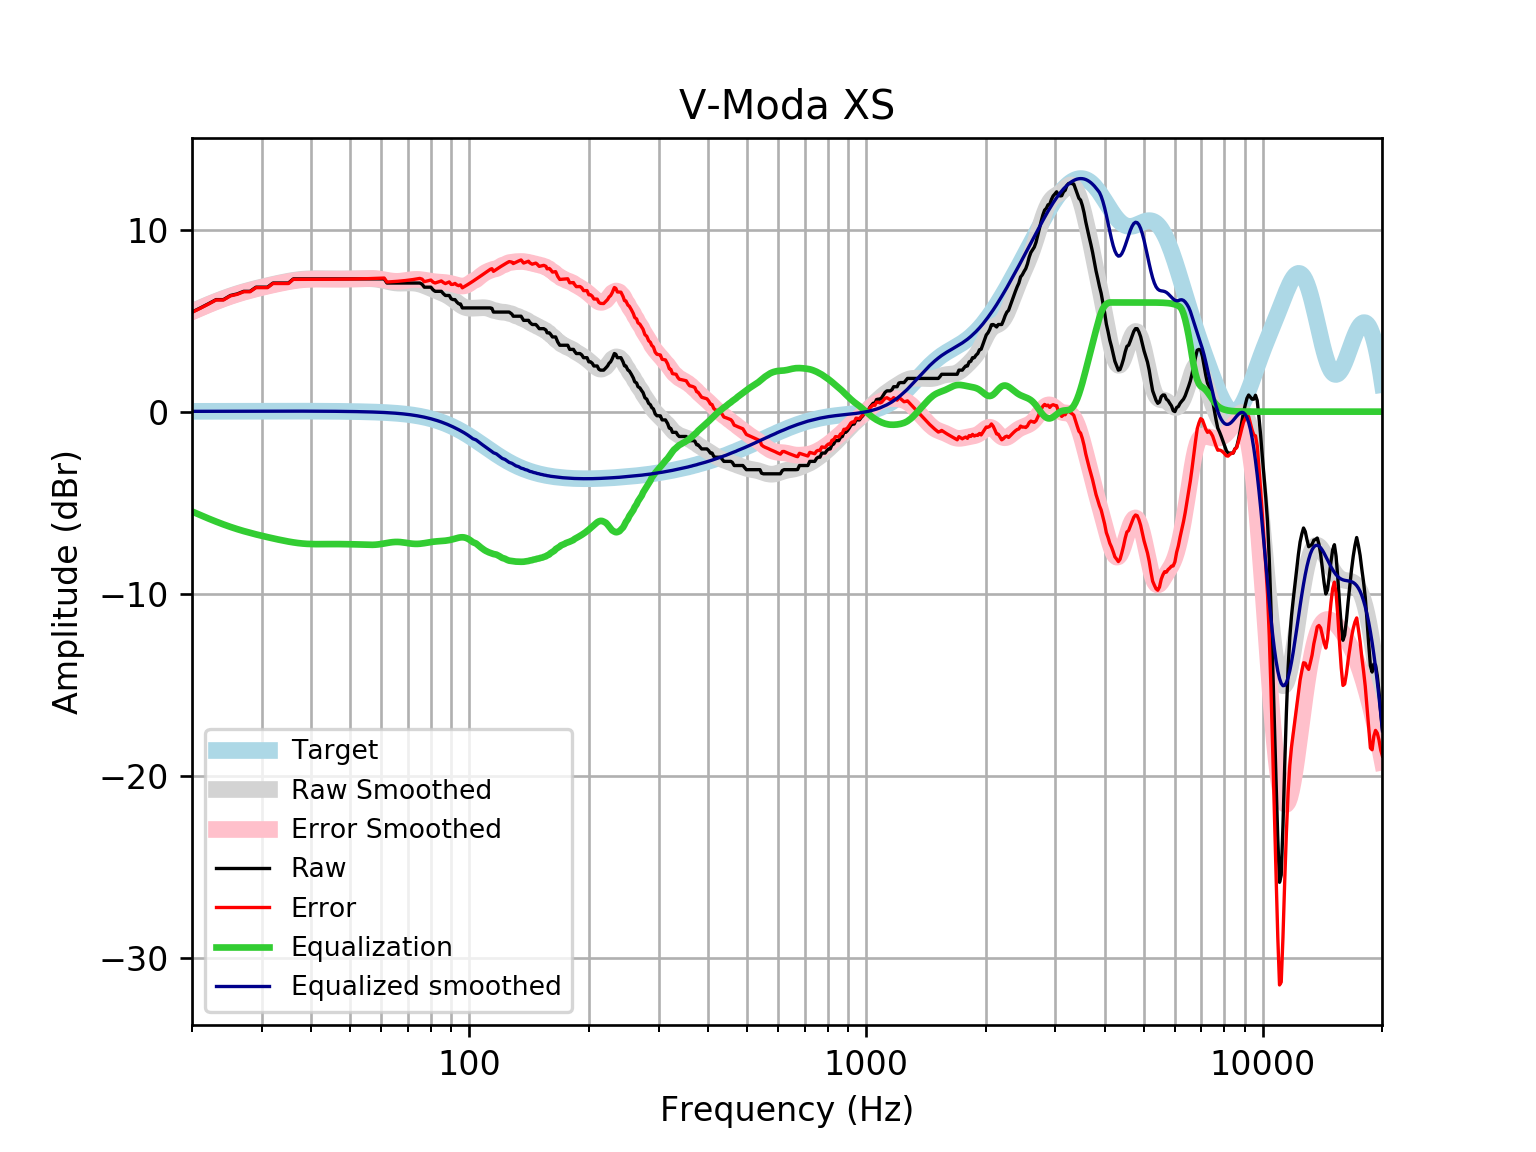 V-Moda XS
Amplitude (dBr)
10
0
−10
−20
−30
Target
Raw Smoothed
Error Smoothed
Raw
Error
Equalization
Equalized smoothed
100
1000
10000
Frequency (Hz)